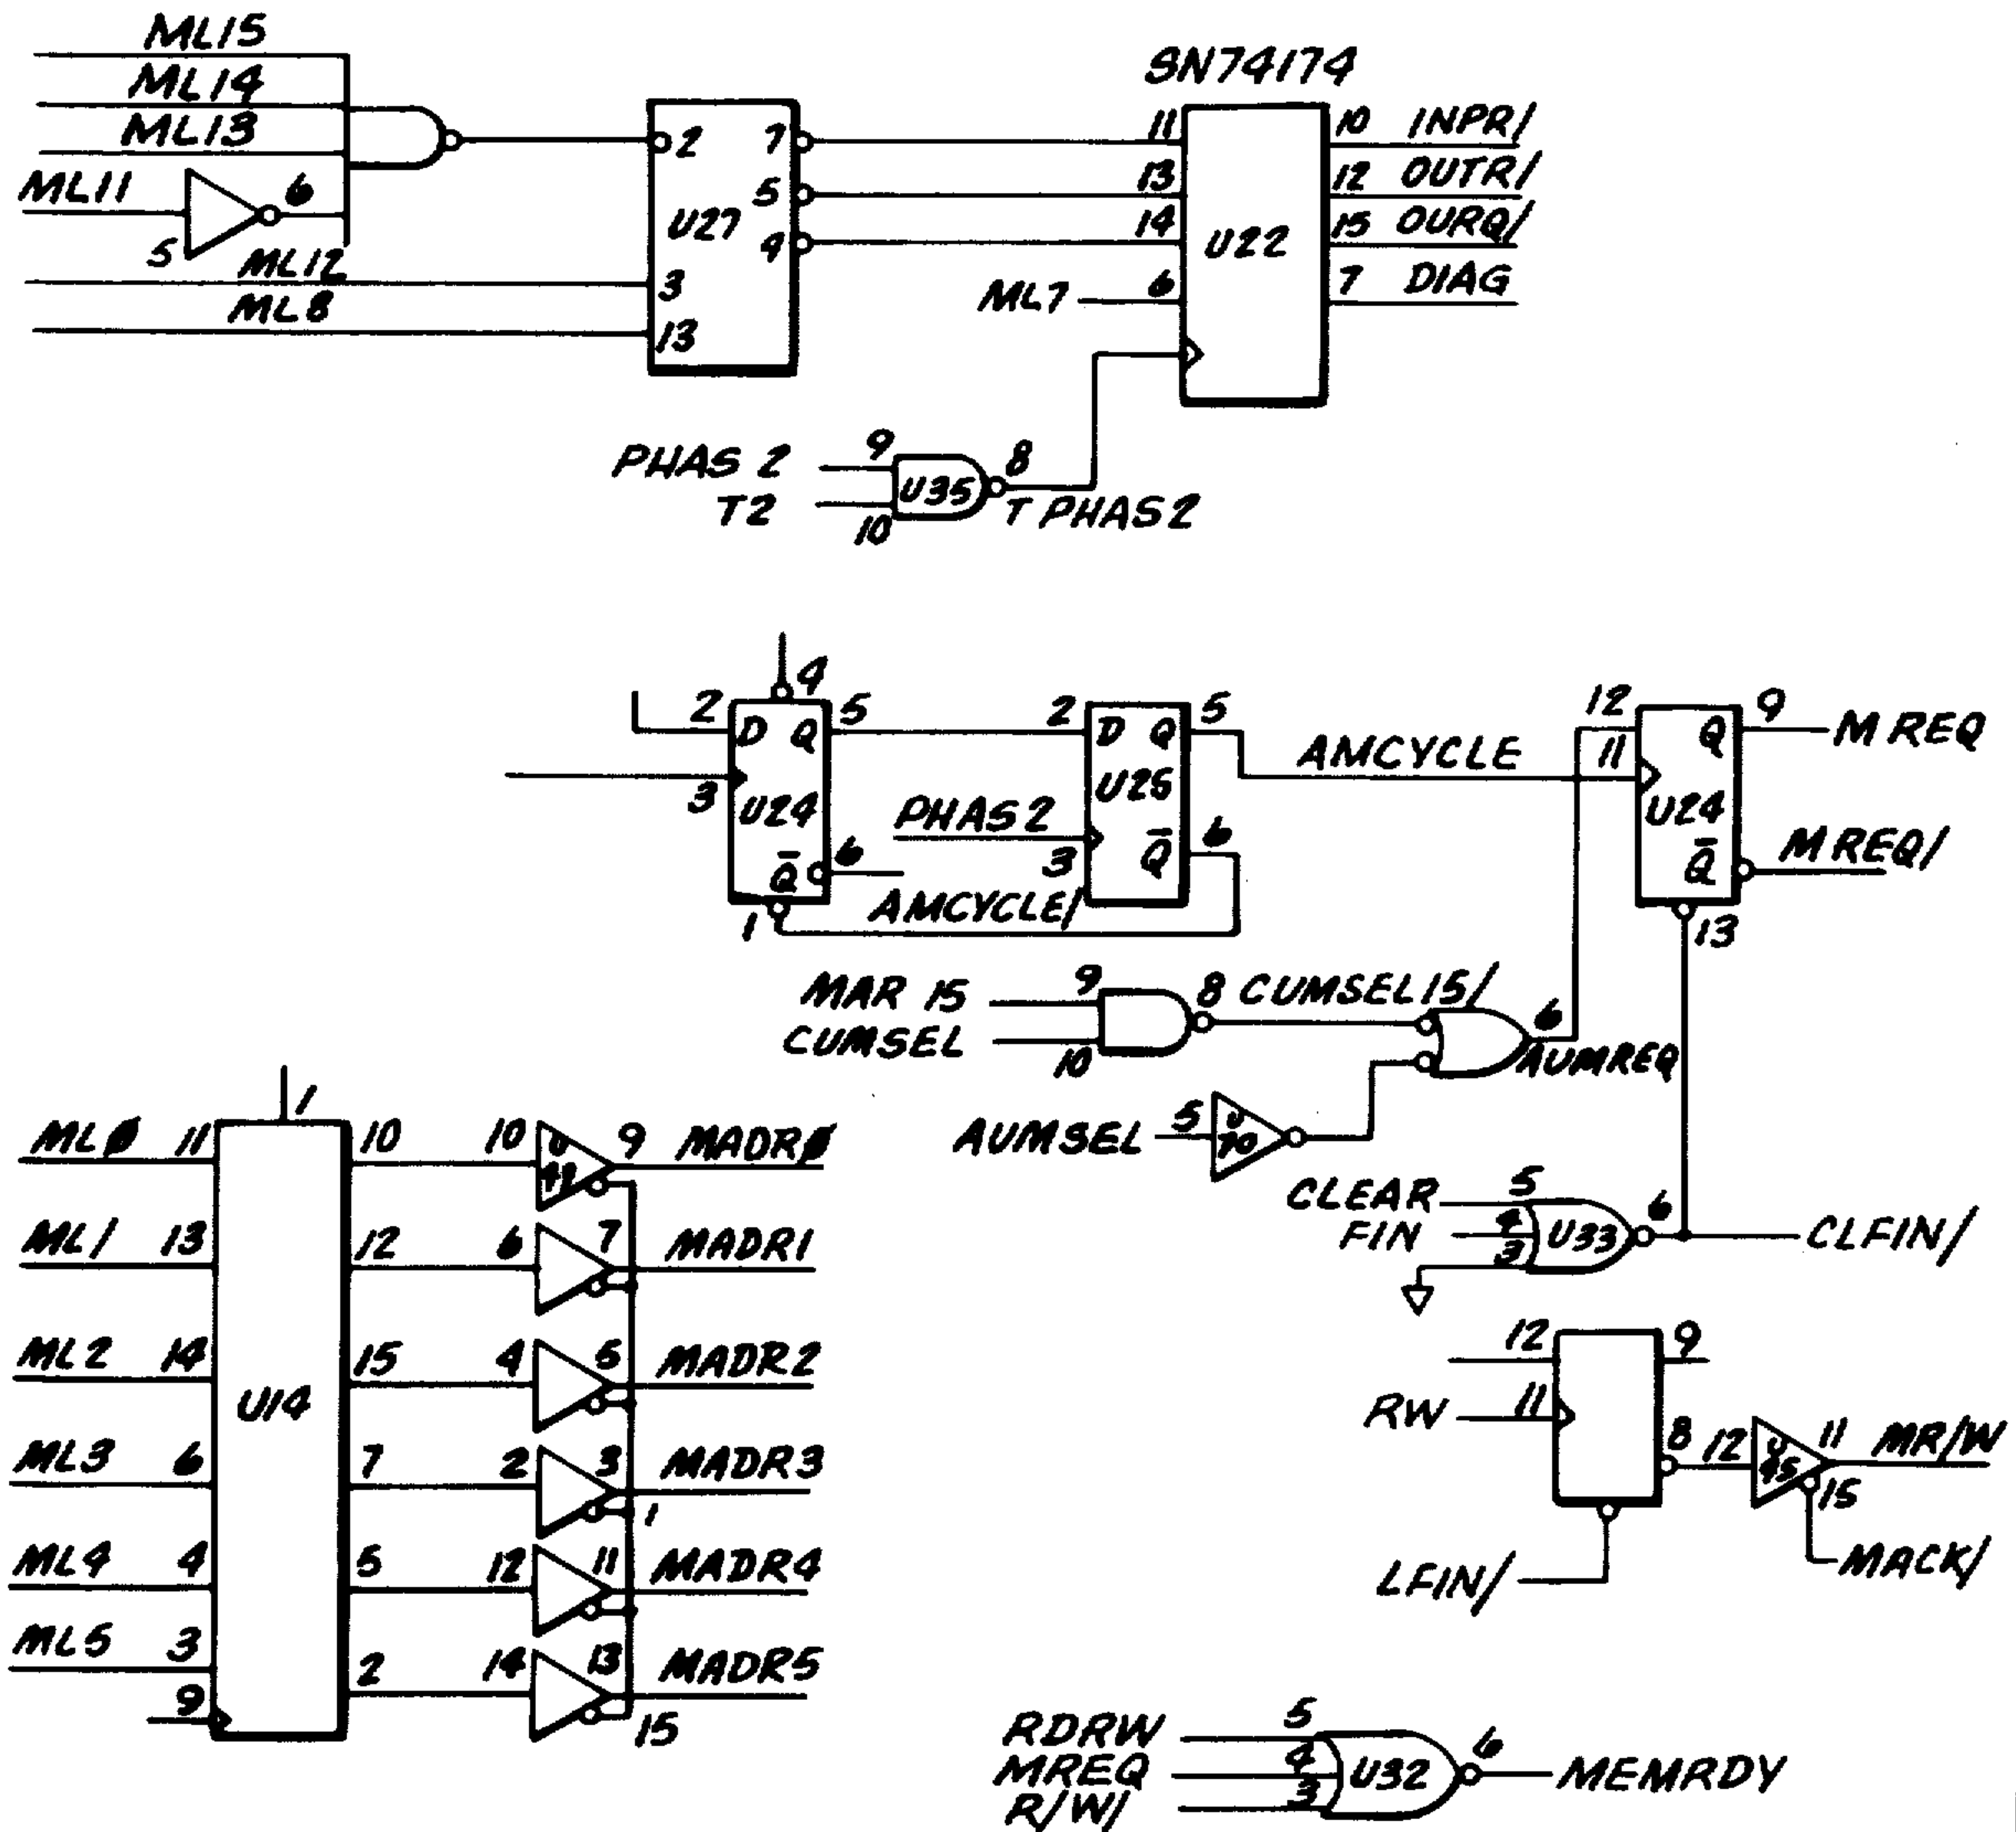 ML15
ML14
ML13
ML11
5
6
ML12
ML8
2
7
5
4
U27
3
13
SN74174
11
13
14
ML7
6
U22
10 INPR/
12 OUTR/
15 OURQ/
7 DIAG
PHAS 2
T2
9
10
U35
8
T PHAS2
4
2
D Q
5
3
U24
Q
6
1
2
D Q
5
U25
PHAS2
3
Q
6
AMCYCLE/
AMCYCLE
12
11
Q
9
MREQ
U24
Q
MREQ/
13
MAR 15
CUMSEL
9
10
8
CUMSEL15/
6
AUMREQ
AUMSEL
5
U
70
CLEAR
FIN
5
4
3
U33
6
CLFIN/
1
MLØ 11
10
10
U
41
9
MADRØ
ML1 13
12
6
7
MADR1
ML2 14
15
4
5
MADR2
U14
ML3 6
7
2
3
MADR3
1
ML4 4
5
12
11
MADR4
ML5 3
2
14
13
MADR5
9
15
12
9
RW
11
8
12
U
45
11
MR/W
15
LFIN/
MACK/
RDRW
MREQ
R/W/
5
4
3
U32
6
MEMRDY